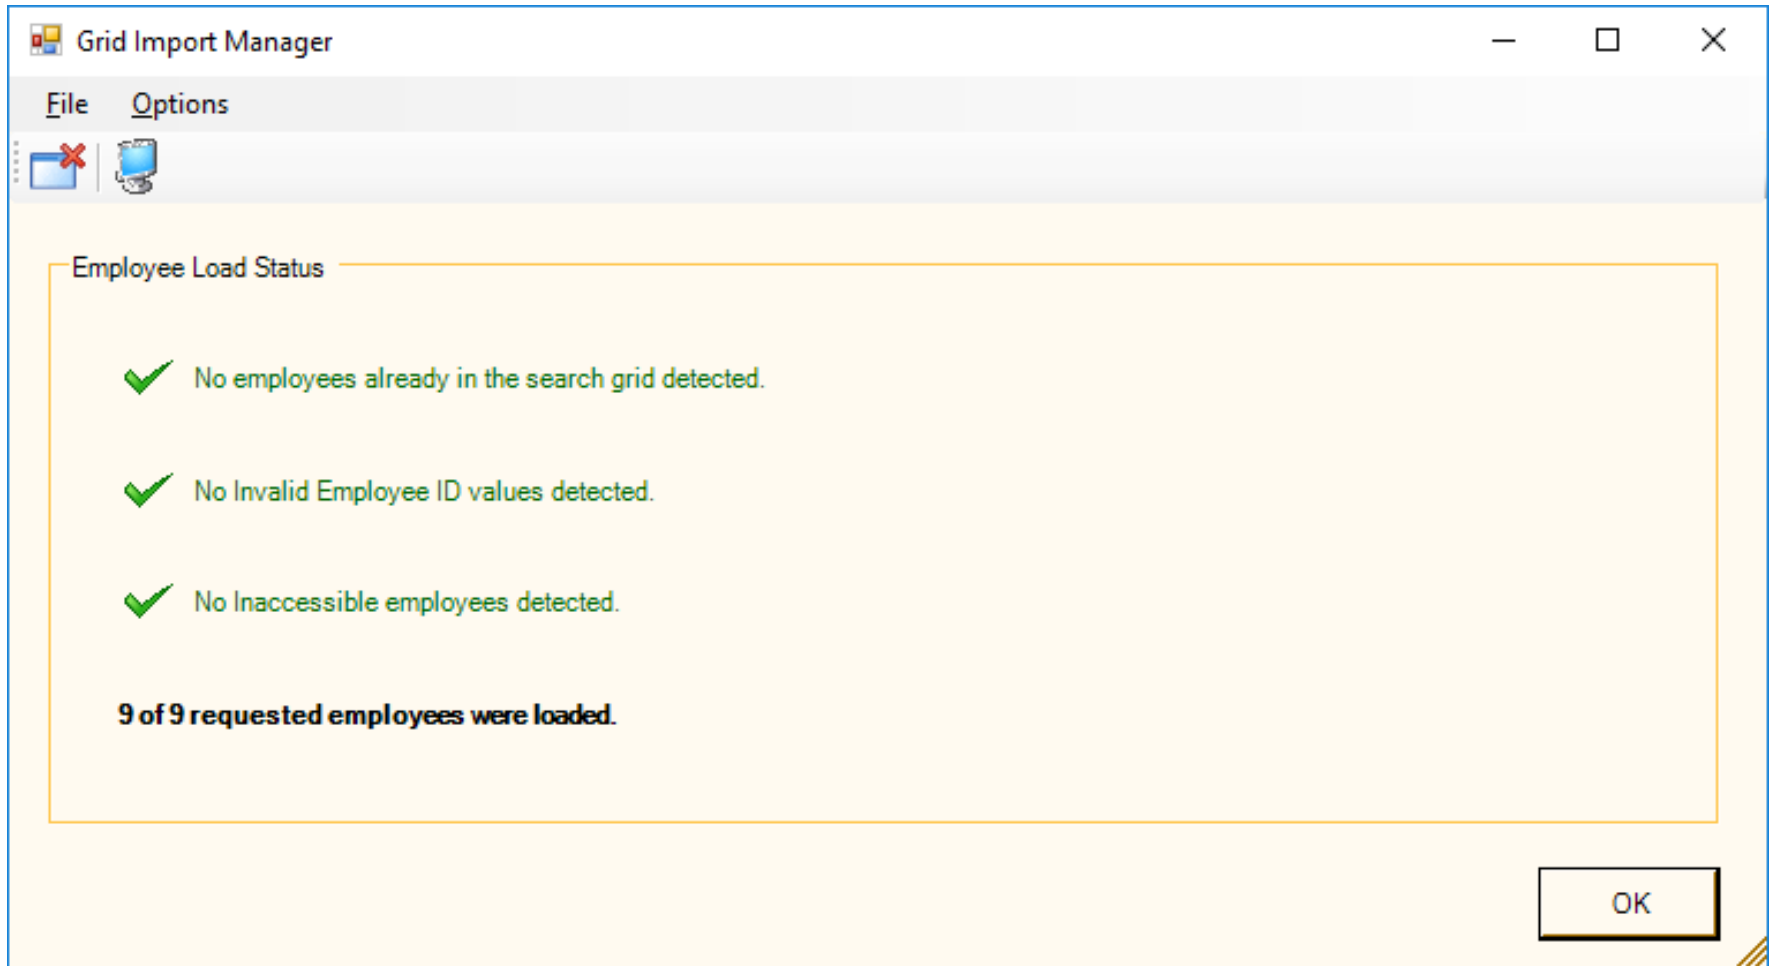 Grid Import Manager
File Options
Employee Load Status
No employees already in the search grid detected.
No Invalid Employee ID values detected.
No Inaccessible employees detected.
9 of 9 requested employees were loaded.
OK